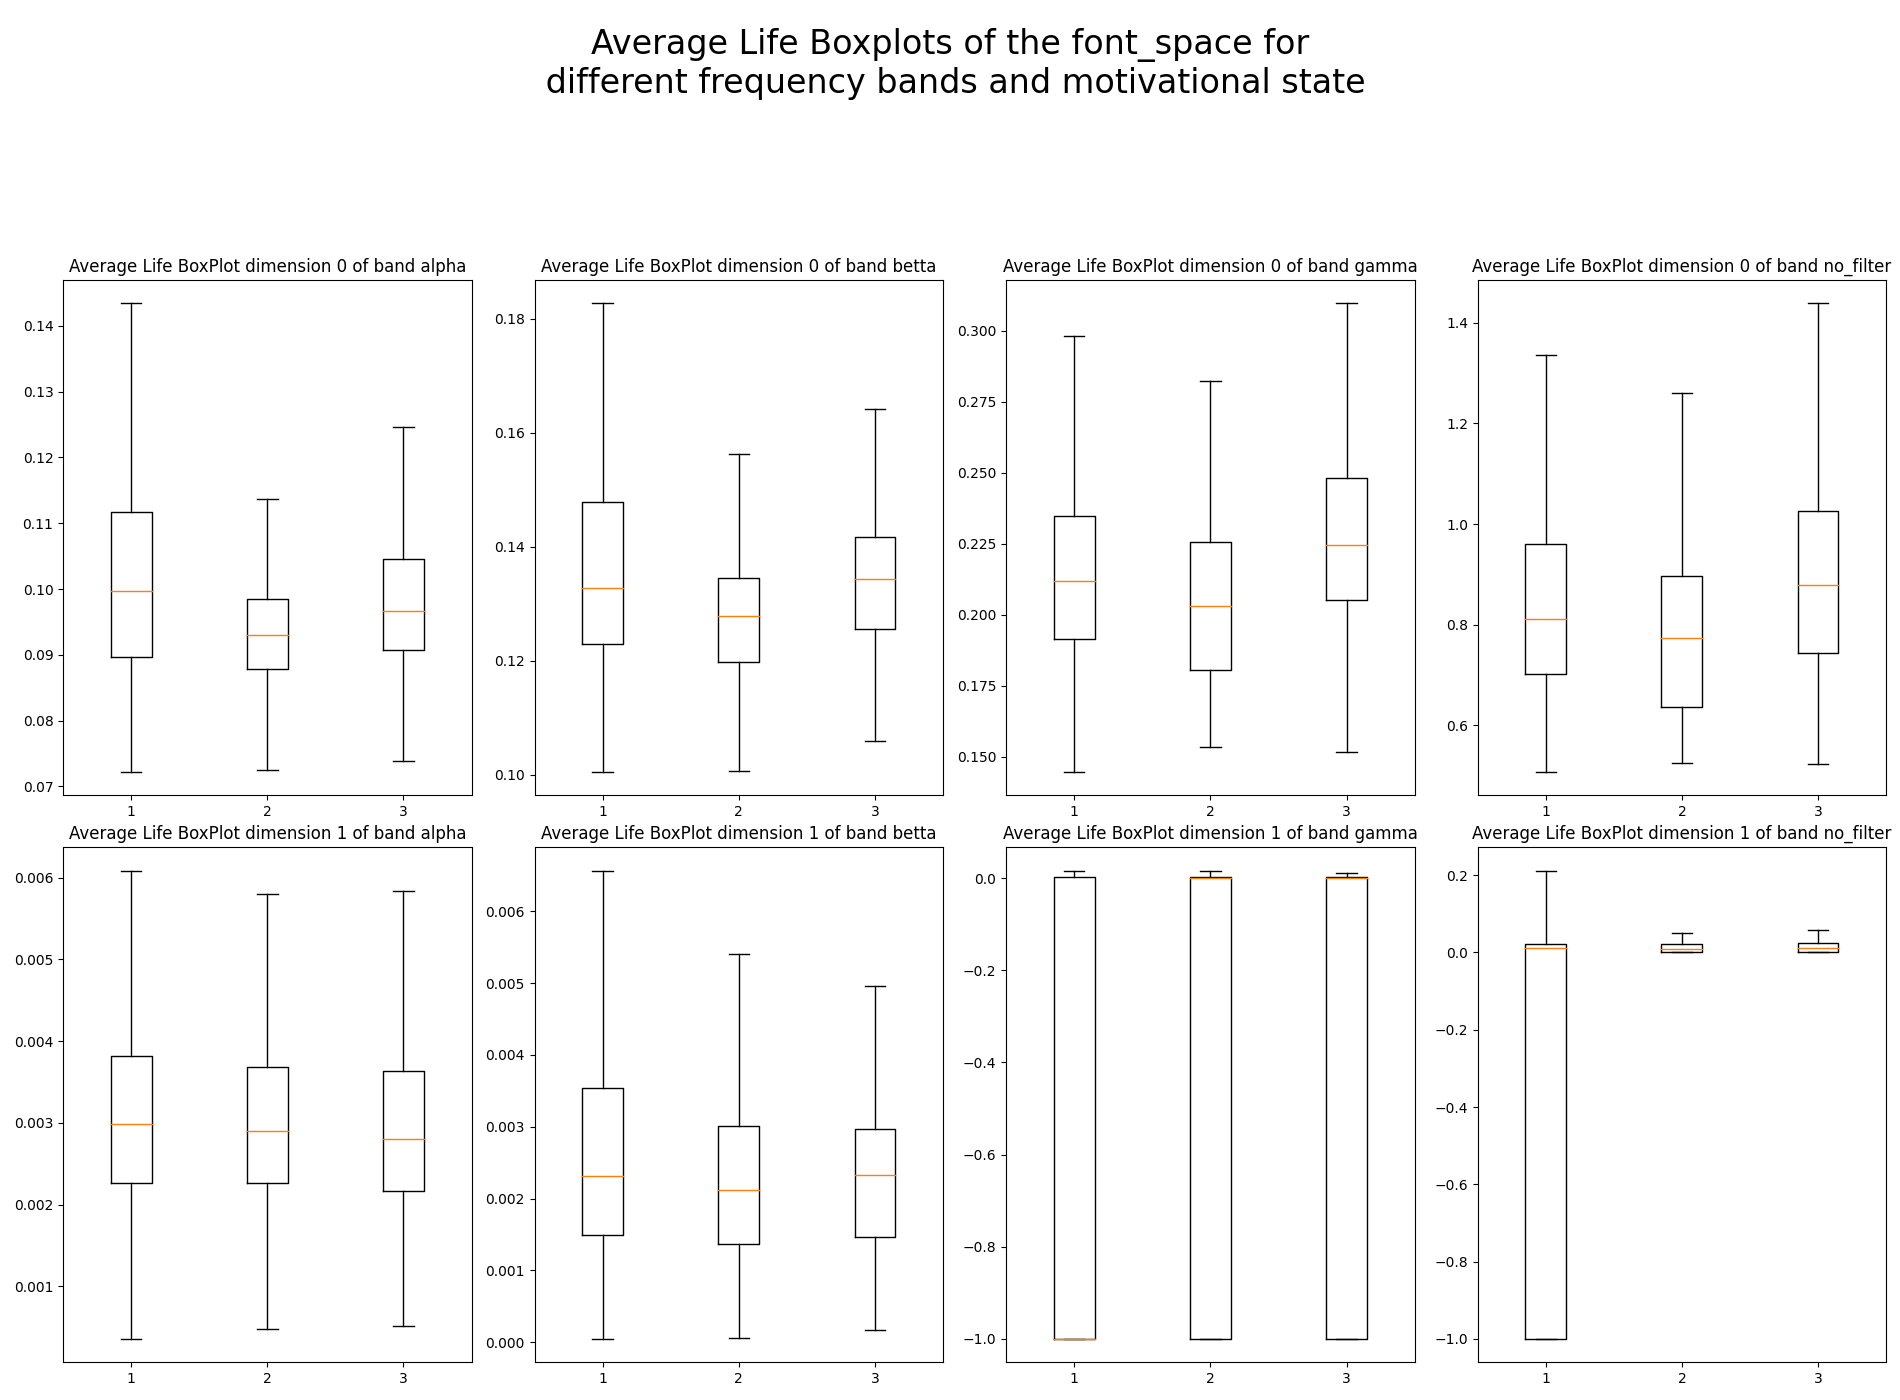 Average Life Boxplots of the font_space for
different frequency bands and motivational state
Average Life BoxPlot dimension 0 of band alpha
0.14
0.13
0.12
0.11
0.10
0.09
0.08
0.07
1 2 3
Average Life BoxPlot dimension 0 of band betta
0.18
0.16
0.14
0.12
0.10
1 2 3
Average Life BoxPlot dimension 0 of band gamma
0.300
0.275
0.250
0.225
0.200
0.175
0.150
1 2 3
Average Life BoxPlot dimension 0 of band no_filter
1.4
1.2
1.0
0.8
0.6
1 2 3
Average Life BoxPlot dimension 1 of band alpha
0.006
0.005
0.004
0.003
0.002
0.001
1 2 3
Average Life BoxPlot dimension 1 of band betta
0.006
0.005
0.004
0.003
0.002
0.001
0.000
1 2 3
Average Life BoxPlot dimension 1 of band gamma
0.0
−0.2
−0.4
−0.6
−0.8
−1.0
1 2 3
Average Life BoxPlot dimension 1 of band no_filter
0.2
0.0
−0.2
−0.4
−0.6
−0.8
−1.0
1 2 3